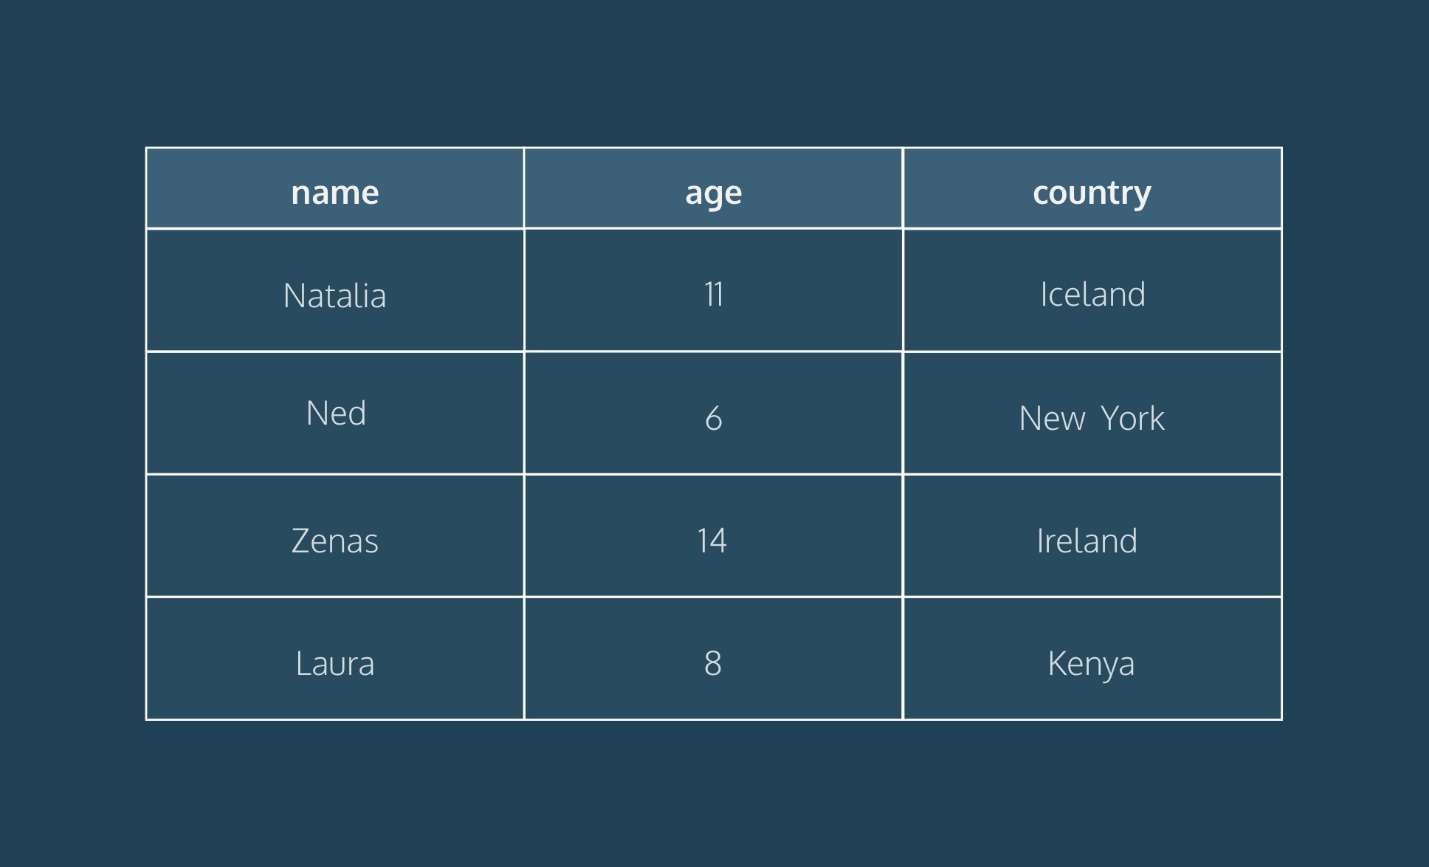 name age country
Natalia 11 Iceland
Ned 6 New York
Zenas 14 Ireland
Laura 8 Kenya